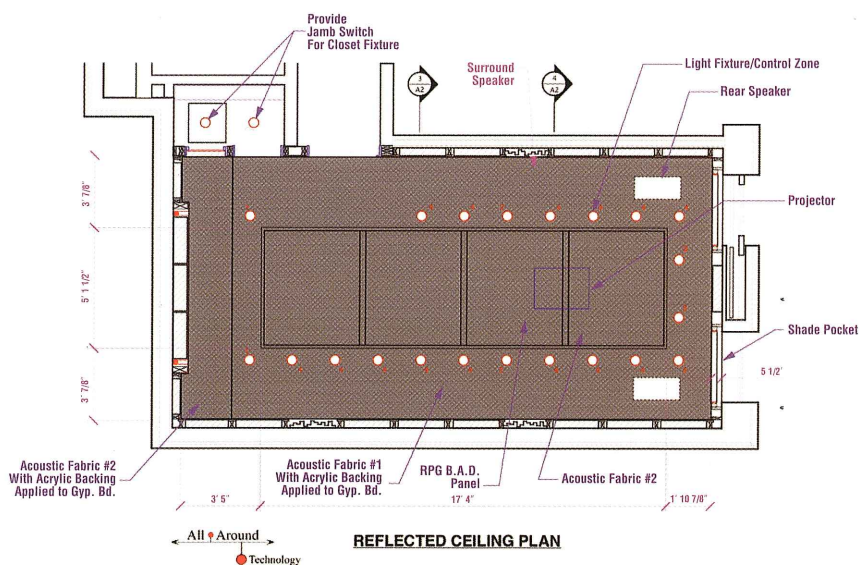 Provide
Jamb Switch
For Closet Fixture
Surround
Speaker
3
A2
4
A2
Light Fixture/Control Zone
Rear Speaker
Projector
Shade Pocket
3' 7/8"
5' 1 1/2"
3' 7/8"
5 1/2'
Acoustic Fabric #2
With Acrylic Backing
Applied to Gyp. Bd.
Acoustic Fabric #1
With Acrylic Backing
Applied to Gyp. Bd.
RPG B.A.D.
Panel
Acoustic Fabric #2
3' 5"
17' 4"
1' 10 7/8"
All Around
Technology
REFLECTED CEILING PLAN